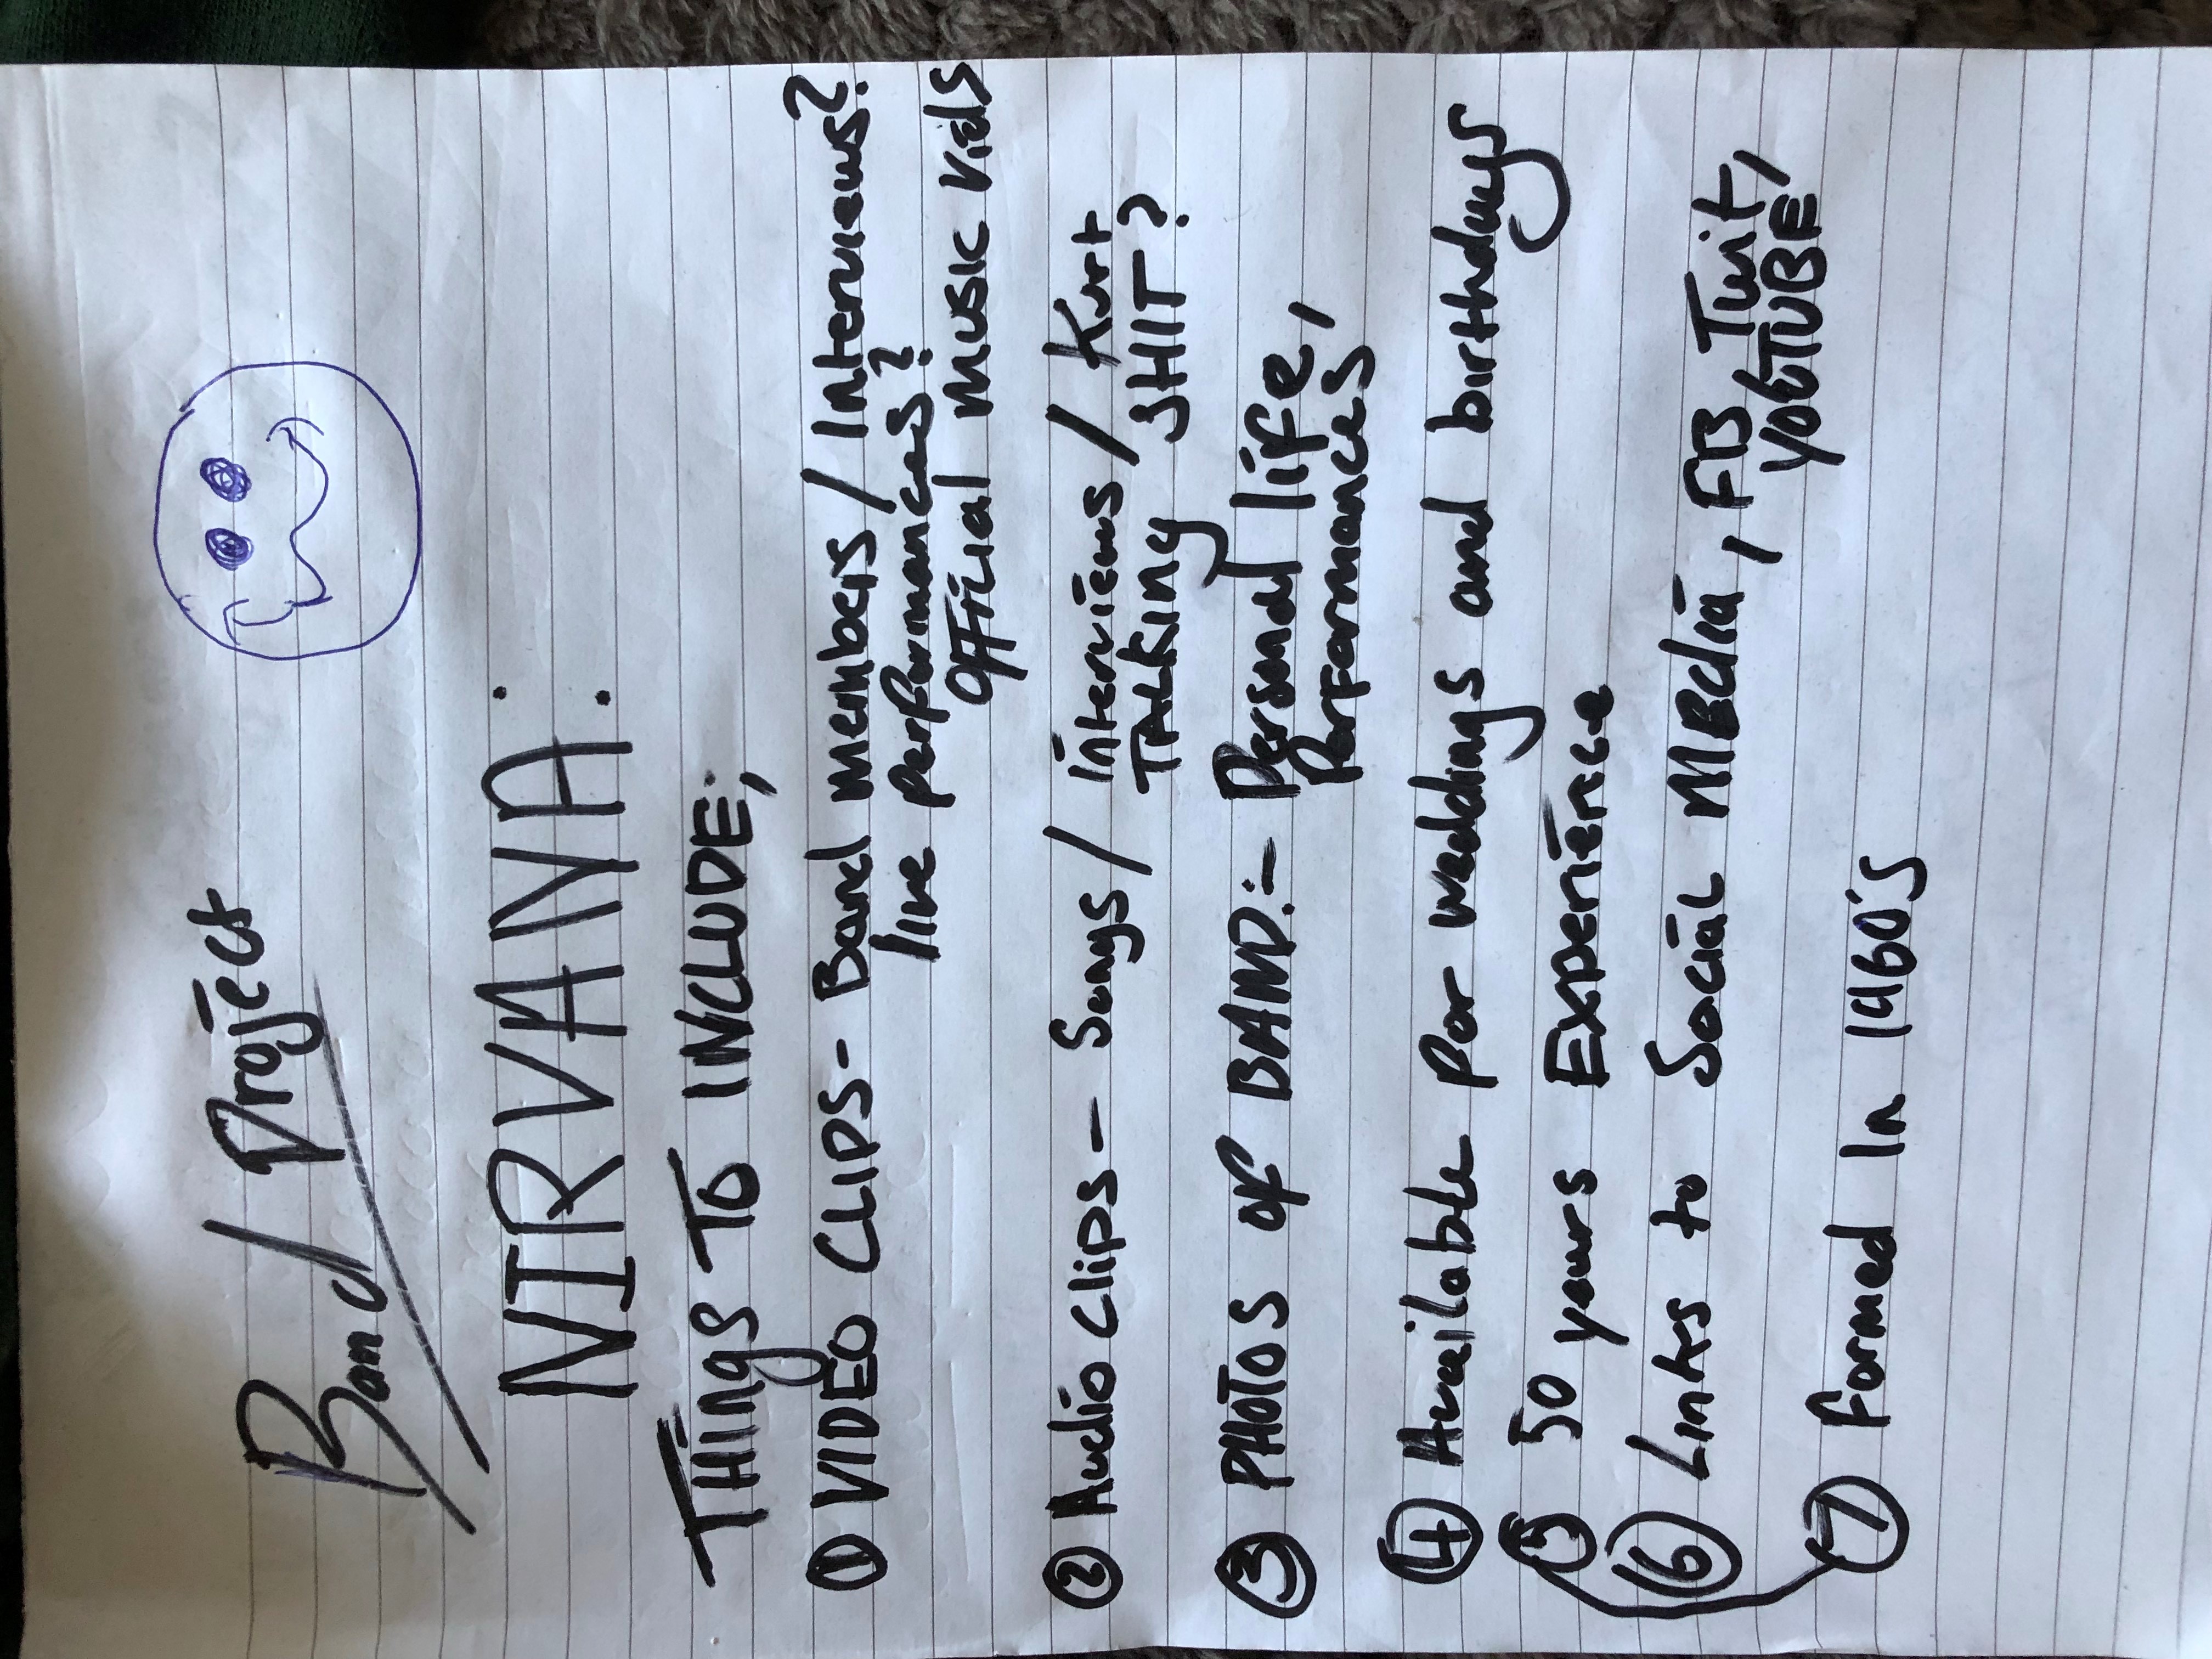 Band Project
NIRVANA:
THings To INCLUDE;
① VIDEO CLIPS - Band members / Interviews?
live performances?
official music vids
② Audio Clips - Songs / interviews / Kurt
TALKING SHIT?
③ PHOTOS of BAND:- Personal life,
performances
④ Available for weddings and birthdays
⑤ 50 years Experience
⑥ Links to Social Media, FB Twit,
YOUTUBE
⑦ formed In 1960's